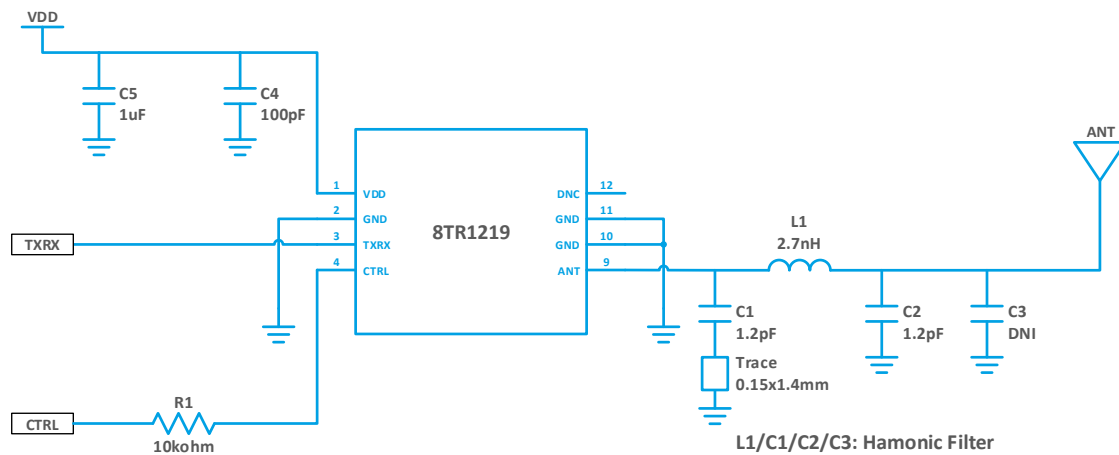 VDD
C5
1uF
C4
100pF
ANT
1
VDD
DNC
12
2
GND
GND
11
TXRX
3
TXRX
8TR1219
GND
10
4
CTRL
ANT
9
L1
2.7nH
C1
1.2pF
C2
1.2pF
C3
DNI
Trace
0.15x1.4mm
CTRL
R1
10kohm
L1/C1/C2/C3: Hamonic Filter